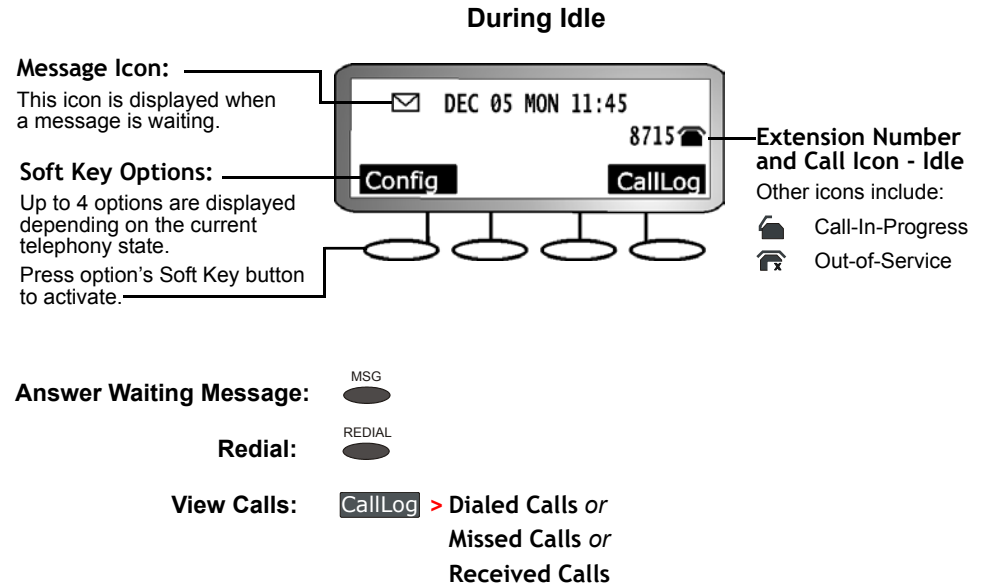 During Idle
Message Icon:
This icon is displayed when
a message is waiting.
Soft Key Options:
Up to 4 options are displayed
depending on the current
telephony state.
Press option's Soft Key button
to activate.
DEC 05 MON 11:45
8715
Config
CallLog
Extension Number
and Call Icon - Idle
Other icons include:
Call-In-Progress
x
Out-of-Service
Answer Waiting Message:
MSG
Redial:
REDIAL
View Calls:
CallLog > Dialed Calls or
Missed Calls or
Received Calls